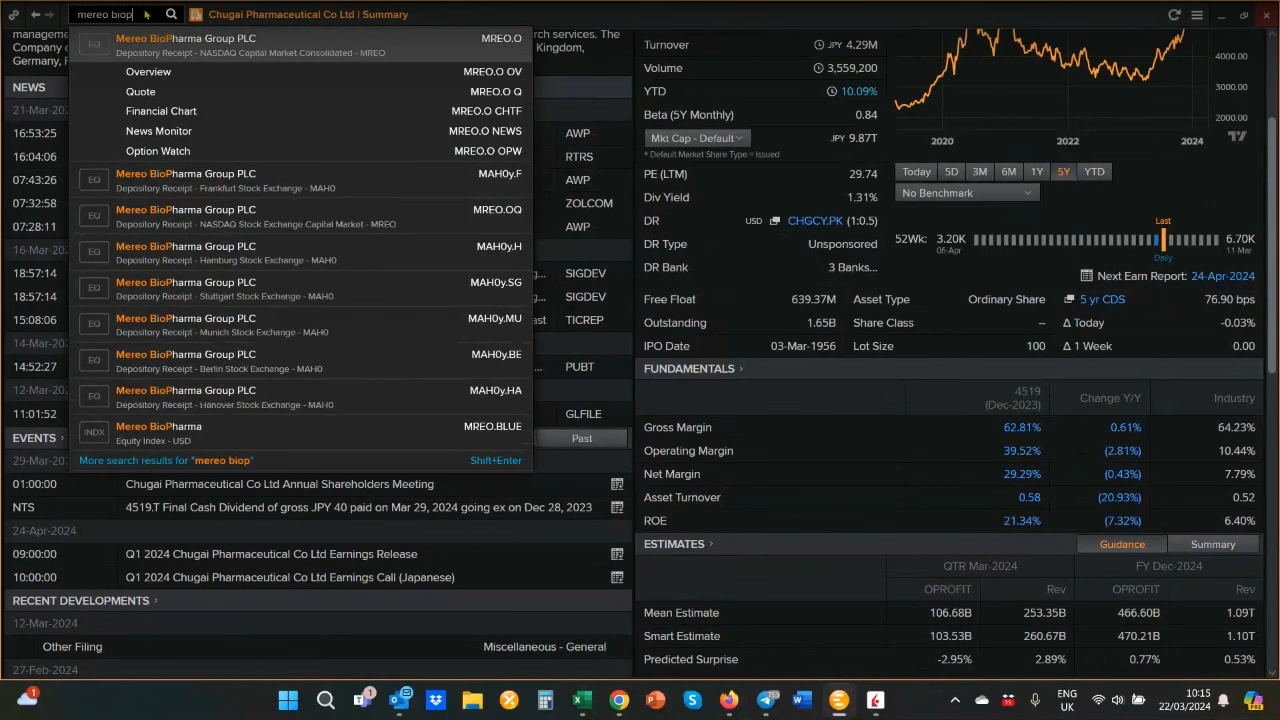 mereo biop
Chugai Pharmaceutical Co Ltd | Summary
Mereo BioPharma Group PLC MREO.O
EQ
Depository Receipt - NASDAQ Capital Market Consolidated - MREO
Overview MREO.O OV
Quote MREO.O Q
Financial Chart MREO.O CHTF
News Monitor MREO.O NEWS
Option Watch MREO.O OPW
Mereo BioPharma Group PLC MAH0y.F
EQ
Depository Receipt - Frankfurt Stock Exchange - MAH0
Mereo BioPharma Group PLC MREO.OQ
EQ
Depository Receipt - NASDAQ Stock Exchange Capital Market - MREO
Mereo BioPharma Group PLC MAH0y.H
EQ
Depository Receipt - Hamburg Stock Exchange - MAH0
Mereo BioPharma Group PLC MAH0y.SG
EQ
Depository Receipt - Stuttgart Stock Exchange - MAH0
Mereo BioPharma Group PLC MAH0y.MU
EQ
Depository Receipt - Munich Stock Exchange - MAH0
Mereo BioPharma Group PLC MAH0y.BE
EQ
Depository Receipt - Berlin Stock Exchange - MAH0
Mereo BioPharma Group PLC MAH0y.HA
EQ
Depository Receipt - Hanover Stock Exchange - MAH0
Mereo BioPharma MREO.BLUE
INDX
Equity Index - USD
More search results for "mereo biop" Shift+Enter
Company
Germany,
Kingdom,
NEWS
16:53:25 AWP
16:04:06 RTRS
07:43:26 AWP
07:32:58 ZOLCOM
07:28:11 AWP
18:57:14 SIGDEV
18:57:14 SIGDEV
15:08:06 TICREP
14:52:27 PUBT
11:01:52 GLFILE
EVENTS Past
01:00:00 Chugai Pharmaceutical Co Ltd Annual Shareholders Meeting
NTS 4519.T Final Cash Dividend of gross JPY 40 paid on Mar 29, 2024 going ex on Dec 28, 2023
24-Apr-2024
09:00:00 Q1 2024 Chugai Pharmaceutical Co Ltd Earnings Release
10:00:00 Q1 2024 Chugai Pharmaceutical Co Ltd Earnings Call (Japanese)
RECENT DEVELOPMENTS
12-Mar-2024
Other Filing Miscellaneous - General
27-Feb-2024
Turnover JPY 4.29M
Volume 3,559,200
YTD 10.09%
Beta (5Y Monthly) 0.84
Mkt Cap - Default JPY 9.87T
* Default Market Share Type = Issued
PE (LTM) 29.74
Div Yield 1.31%
DR USD CHGCY.PK (1:0.5)
DR Type Unsponsored
DR Bank 3 Banks...
4000.00
2000.00
2020 2022 2024
Today 5D 3M 6M 1Y 5Y YTD
No Benchmark
Last
52Wk: 3.20K 6.70K
06-Apr 11-Mar
Daily
Next Earn Report: 24-Apr-2024
Free Float 639.37M Asset Type Ordinary Share 5 yr CDS 76.90 bps
Outstanding 1.65B Share Class -- Δ Today -0.03%
IPO Date 03-Mar-1956 Lot Size 100 Δ 1 Week 0.00
FUNDAMENTALS
4519
(Dec-2023) Change Y/Y Industry
Gross Margin 62.81% 0.61% 64.23%
Operating Margin 39.52% (2.81%) 10.44%
Net Margin 29.29% (0.43%) 7.79%
Asset Turnover 0.58 (20.93%) 0.52
ROE 21.34% (7.32%) 6.40%
ESTIMATES Guidance Summary
QTR Mar-2024 FY Dec-2024
OPROFIT Rev OPROFIT Rev
Mean Estimate 106.68B 253.35B 466.60B 1.09T
Smart Estimate 103.53B 260.67B 470.21B 1.10T
Predicted Surprise -2.95% 2.89% 0.77% 0.53%
ENG
UK
10:15
22/03/2024